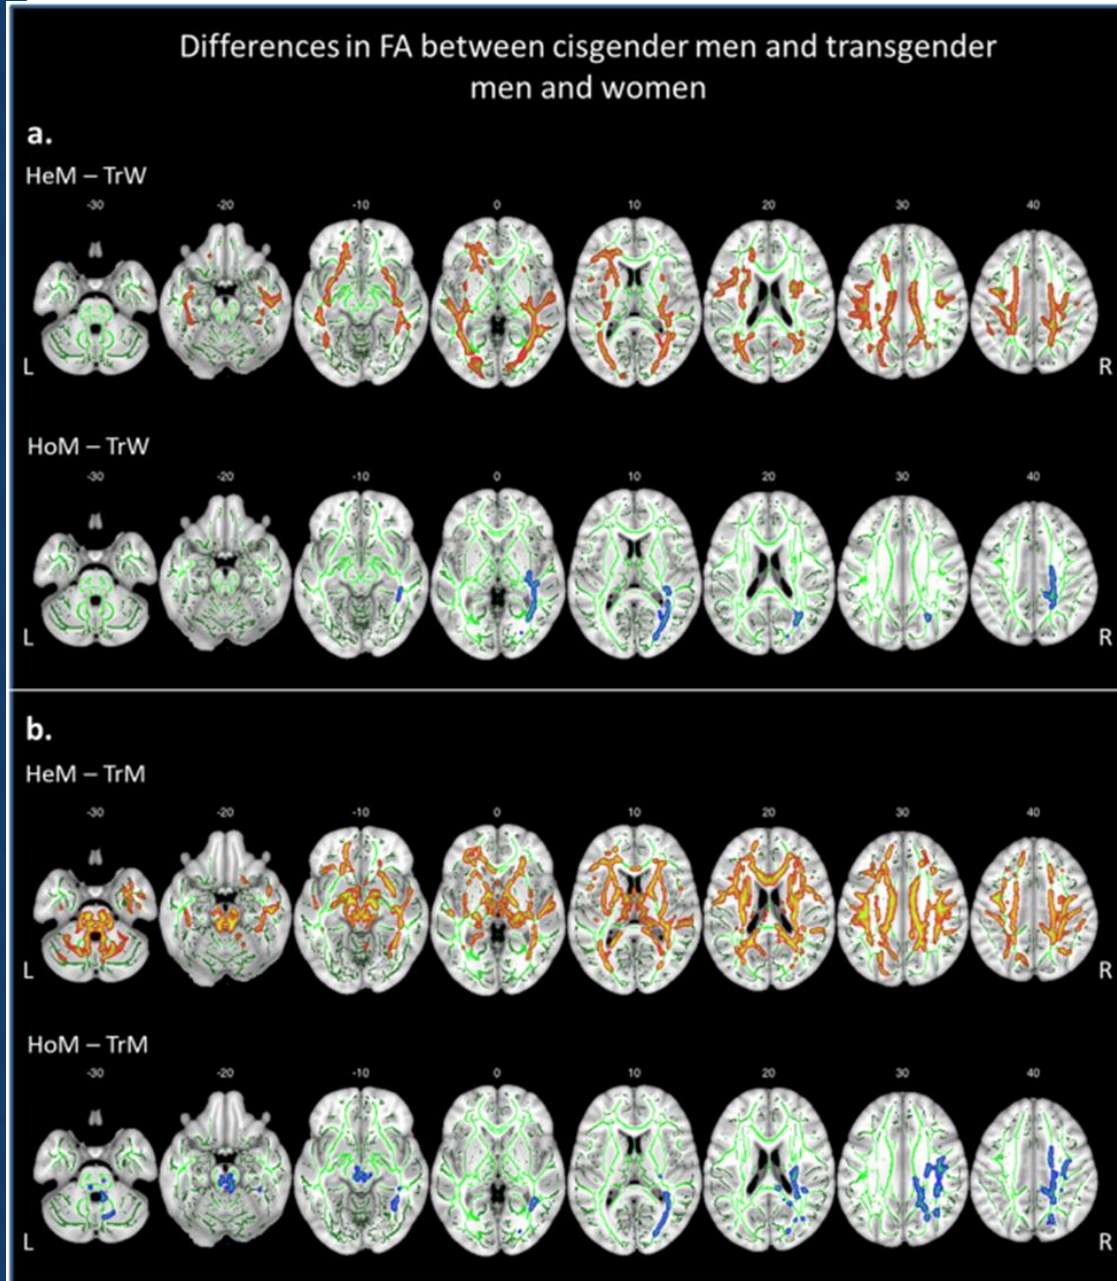 Differences in FA between cisgender men and transgender
men and women
a.
HeM – TrW
-30 -20 -10 0 10 20 30 40
L R
HoM – TrW
-30 -20 -10 0 10 20 30 40
L R
b.
HeM – TrM
-30 -20 -10 0 10 20 30 40
L R
HoM – TrM
-30 -20 -10 0 10 20 30 40
L R